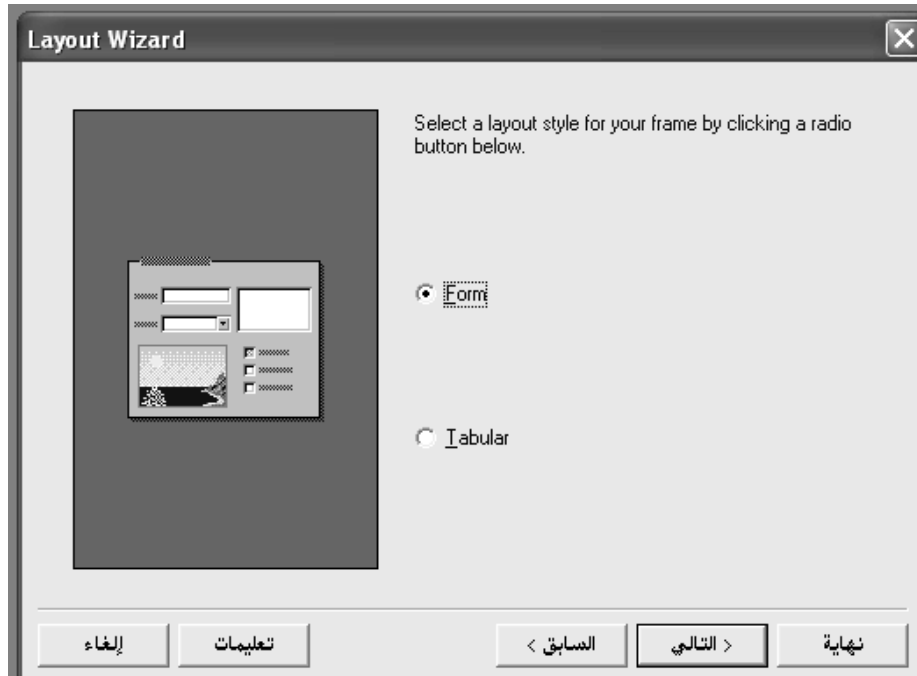 Layout Wizard
Select a layout style for your frame by clicking a radio
button below.
Form
Tabular
إلغاء
تعليمات
السابق >
< التالي
نهاية